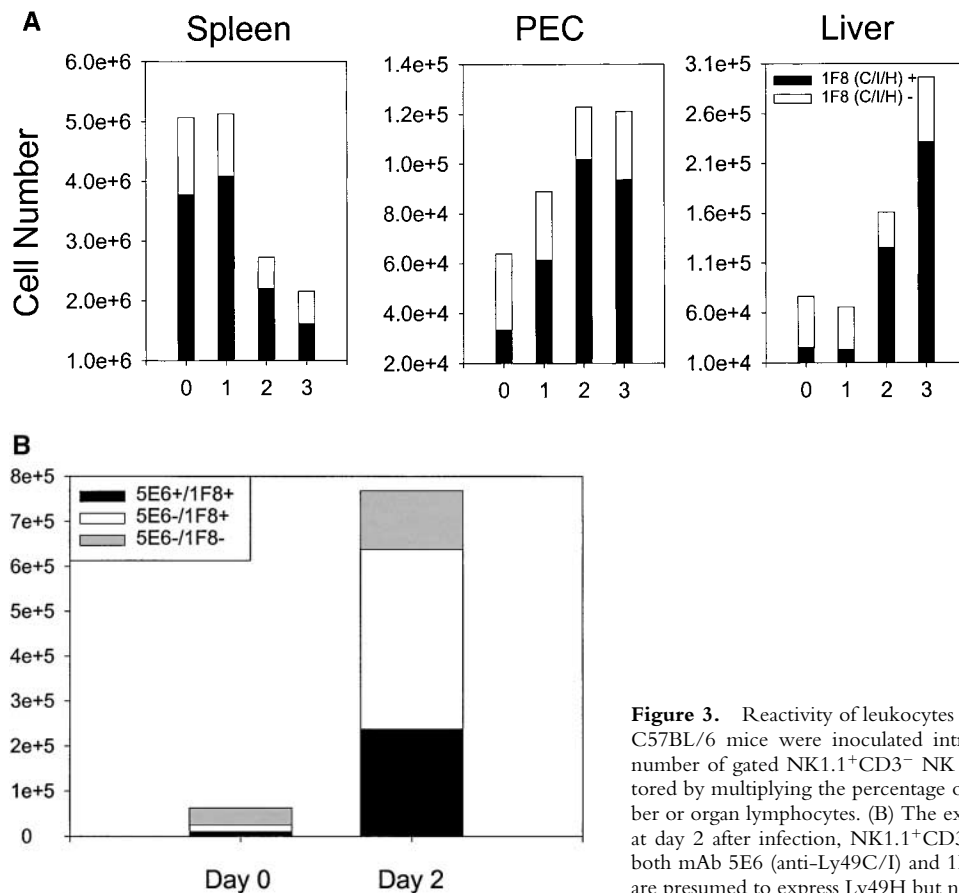 A
Spleen
PEC
Liver
Cell Number
6.0e+6
5.0e+6
4.0e+6
3.0e+6
2.0e+6
1.0e+6
0 1 2 3
1.4e+5
1.2e+5
1.0e+5
8.0e+4
6.0e+4
4.0e+4
2.0e+4
0 1 2 3
3.1e+5
2.6e+5
2.1e+5
1.6e+5
1.1e+5
6.0e+4
1.0e+4
0 1 2 3
1F8 (C/I/H) +
1F8 (C/I/H) -
B
8e+5
7e+5
6e+5
5e+5
4e+5
3e+5
2e+5
1e+5
0
5E6+/1F8+
5E6-/1F8+
5E6-/1F8-
Day 0 Day 2
Figure 3. Reactivity of leukocytes
C57BL/6 mice were inoculated intr
number of gated NK1.1+CD3− NK
tored by multiplying the percentage o
ber or organ lymphocytes. (B) The ex
at day 2 after infection, NK1.1+CD3
both mAb 5E6 (anti–Ly49C/I) and 1
are presumed to express Ly49H but n